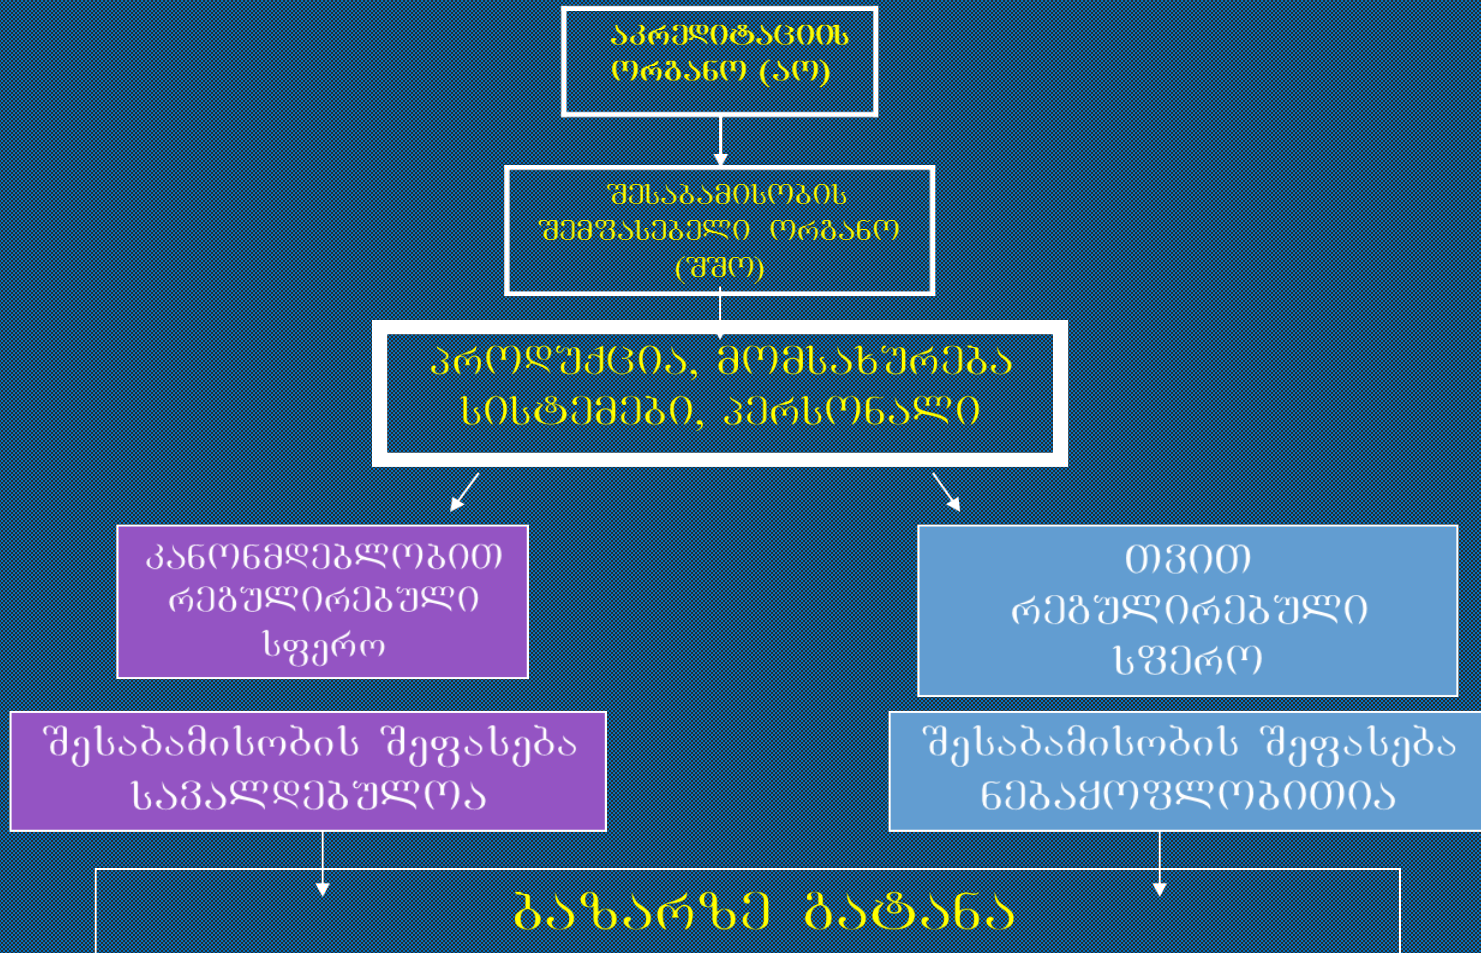 აკრედიტაციის
ორგანო (აო)
შესაბამისობის
შემფასებელი ორგანო
(შშო)
პროდუქცია, მომსახურება
სისტემები, პერსონალი
კანონმდებლობით
რეგულირებული
სფერო
თვით
რეგულირებული
სფერო
შესაბამისობის შეფასება
სავალდებულოა
შესაბამისობის შეფასება
ნებაყოფლობითია
ბაზარზე გატანა